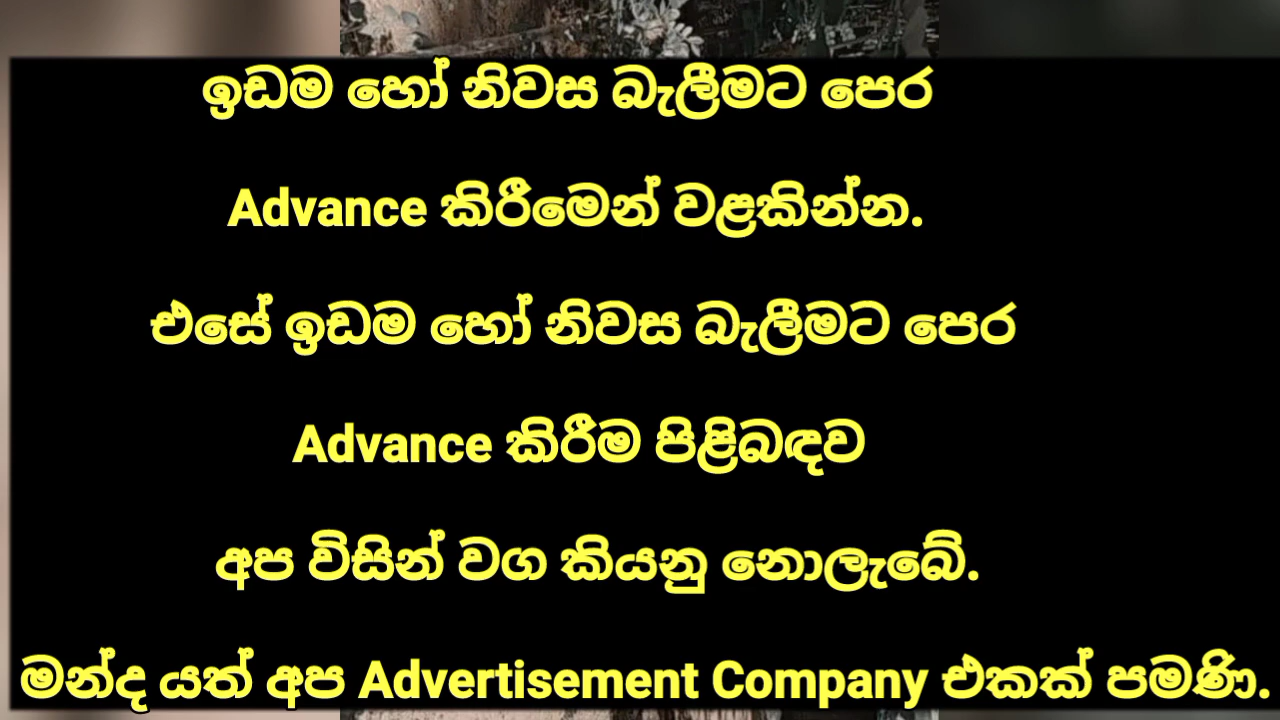 ඉඩම හෝ නිවස බැලීමට පෙර
Advance කිරීමෙන් වළකින්න.
එසේ ඉඩම හෝ නිවස බැලීමට පෙර
Advance කිරීම පිළිබඳව
අප විසින් වග කියනු නොලැබේ.
මන්ද යත් අප Advertisement Company එකක් පමණි.